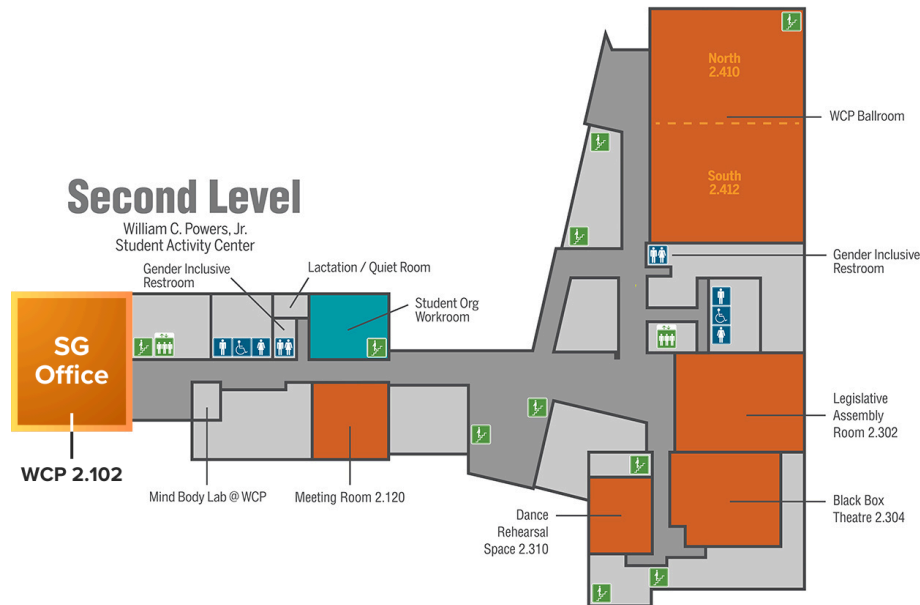 North
2.410
WCP Ballroom
South
2.412
Second Level
William C. Powers, Jr.
Student Activity Center
Gender Inclusive
Restroom
Lactation / Quiet Room
Student Org
Workroom
Gender Inclusive
Restroom
SG
Office
WCP 2.102
Mind Body Lab @ WCP
Meeting Room 2.120
Legislative
Assembly
Room 2.302
Dance
Rehearsal
Space 2.310
Black Box
Theatre 2.304